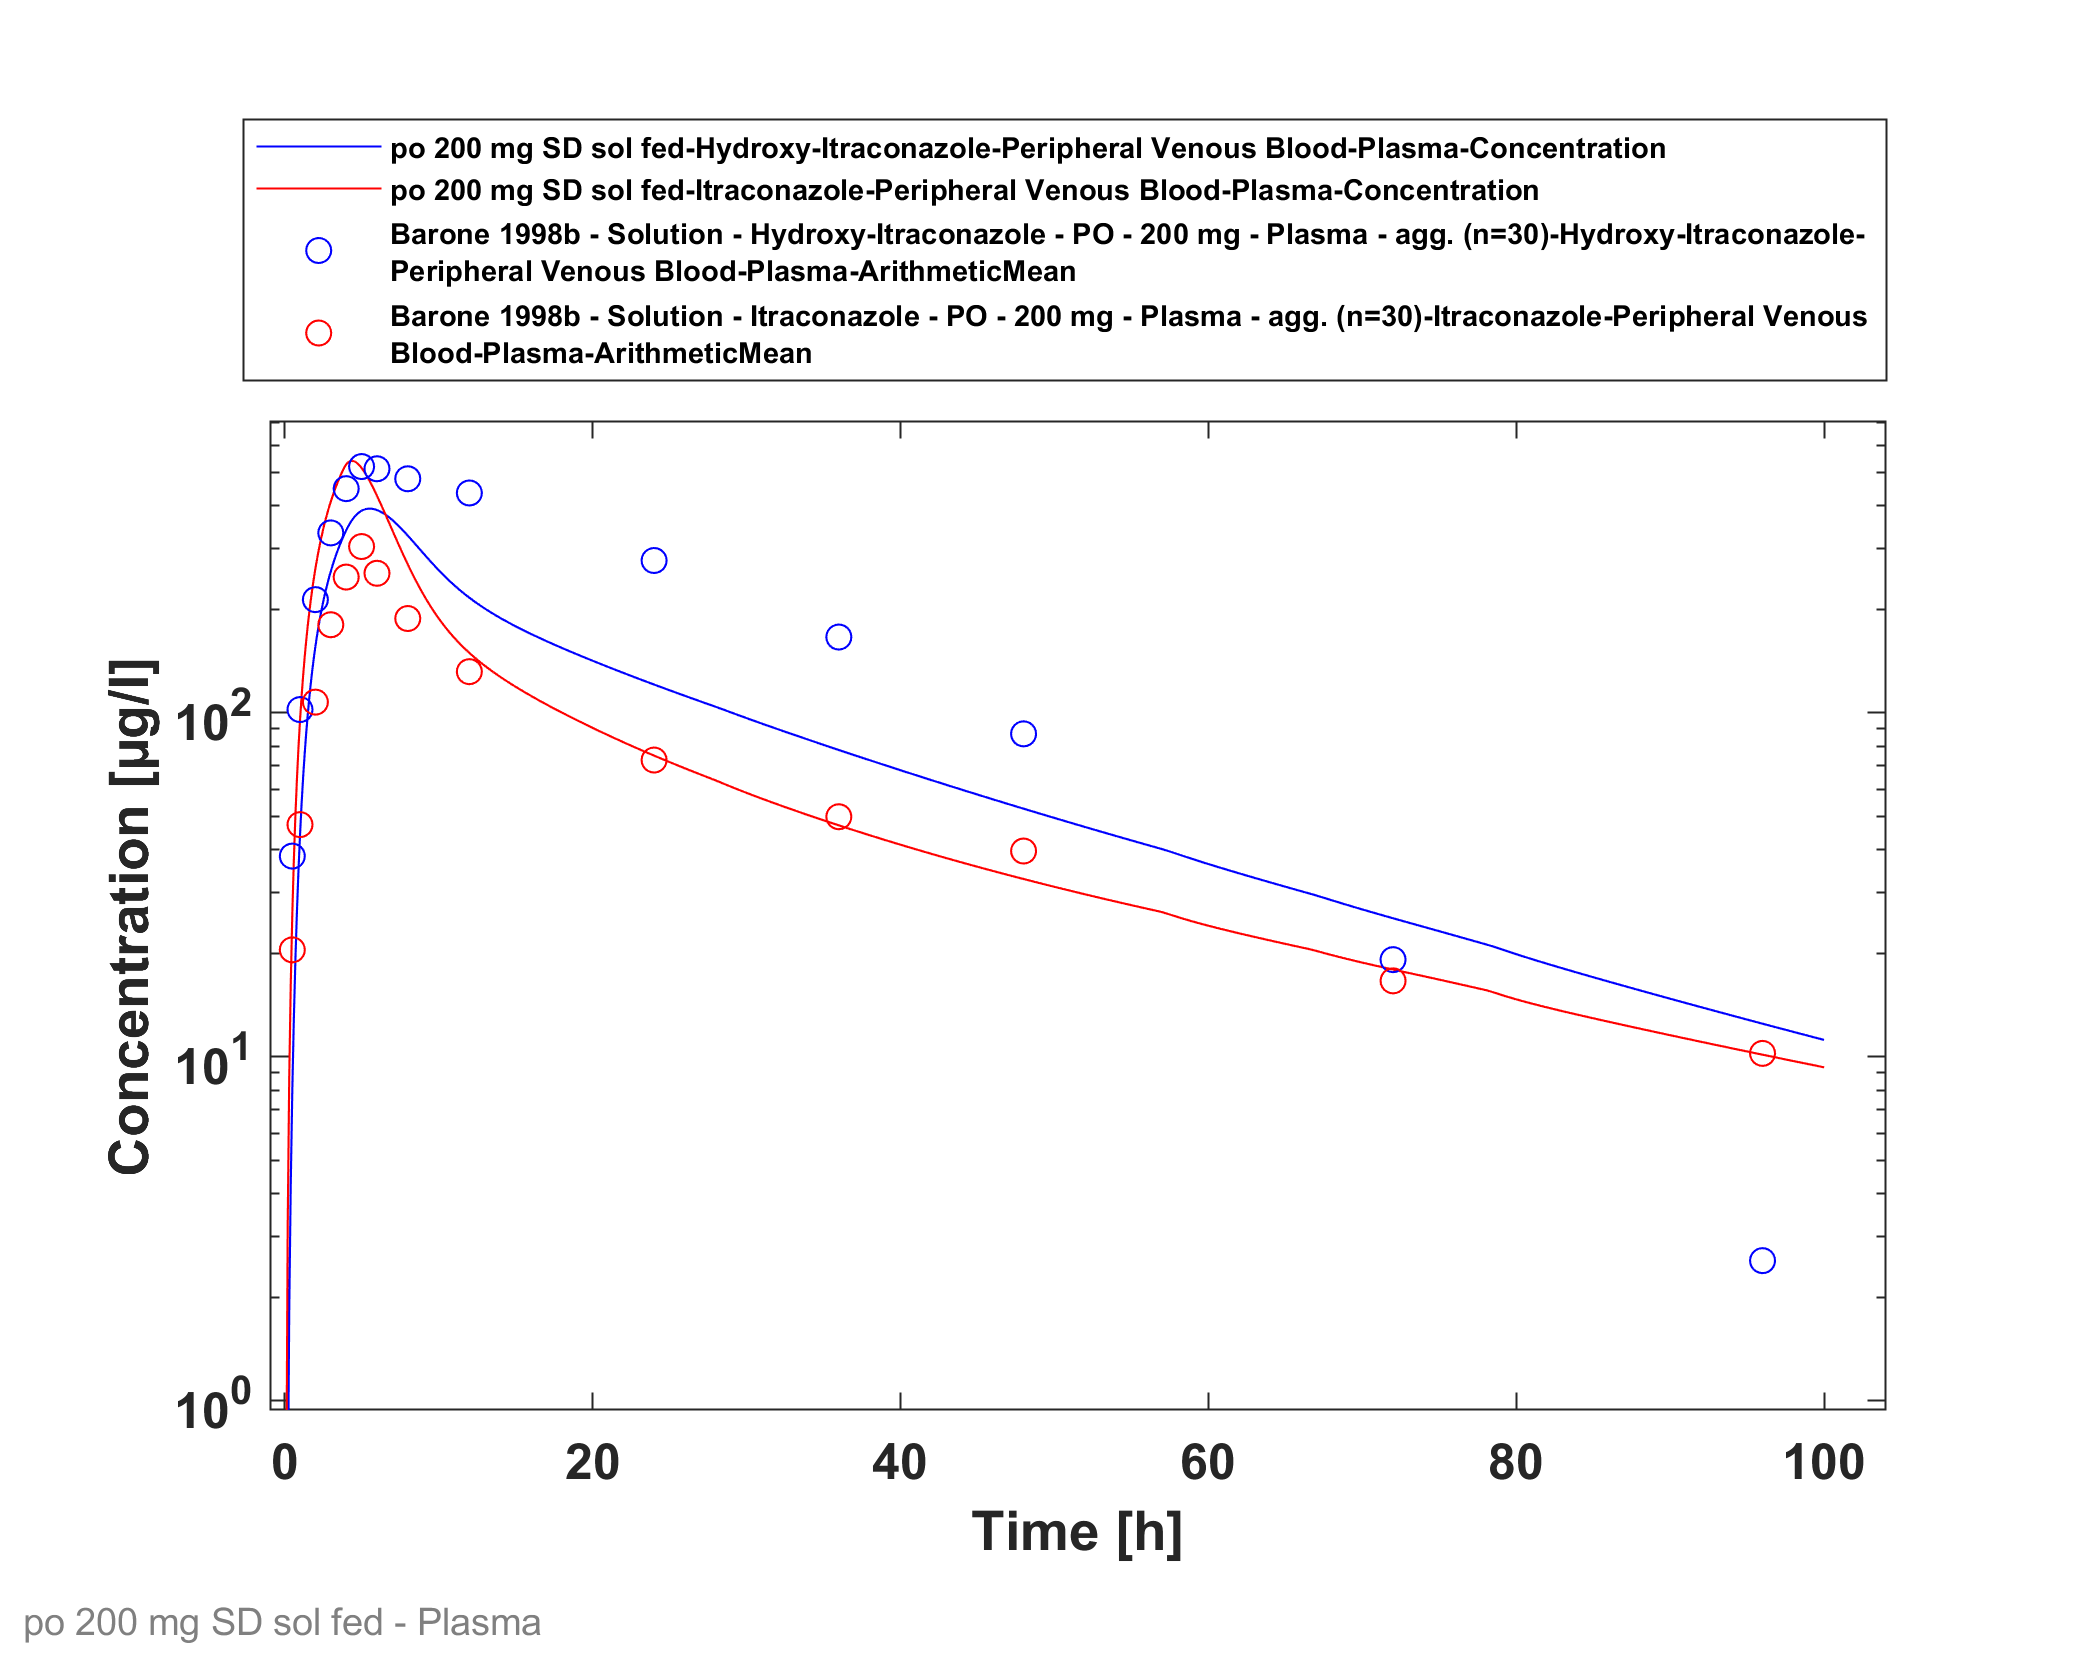 po 200 mg SD sol fed-Hydroxy-Itraconazole-Peripheral Venous Blood-Plasma-Concentration
po 200 mg SD sol fed-Itraconazole-Peripheral Venous Blood-Plasma-Concentration
Barone 1998b - Solution - Hydroxy-Itraconazole - PO - 200 mg - Plasma - agg. (n=30)-Hydroxy-Itraconazole-
Peripheral Venous Blood-Plasma-ArithmeticMean
Barone 1998b - Solution - Itraconazole - PO - 200 mg - Plasma - agg. (n=30)-Itraconazole-Peripheral Venous
Blood-Plasma-ArithmeticMean
Concentration [µg/l]
10^2
10^1
10^0
0 20 40 60 80 100
Time [h]
po 200 mg SD sol fed - Plasma